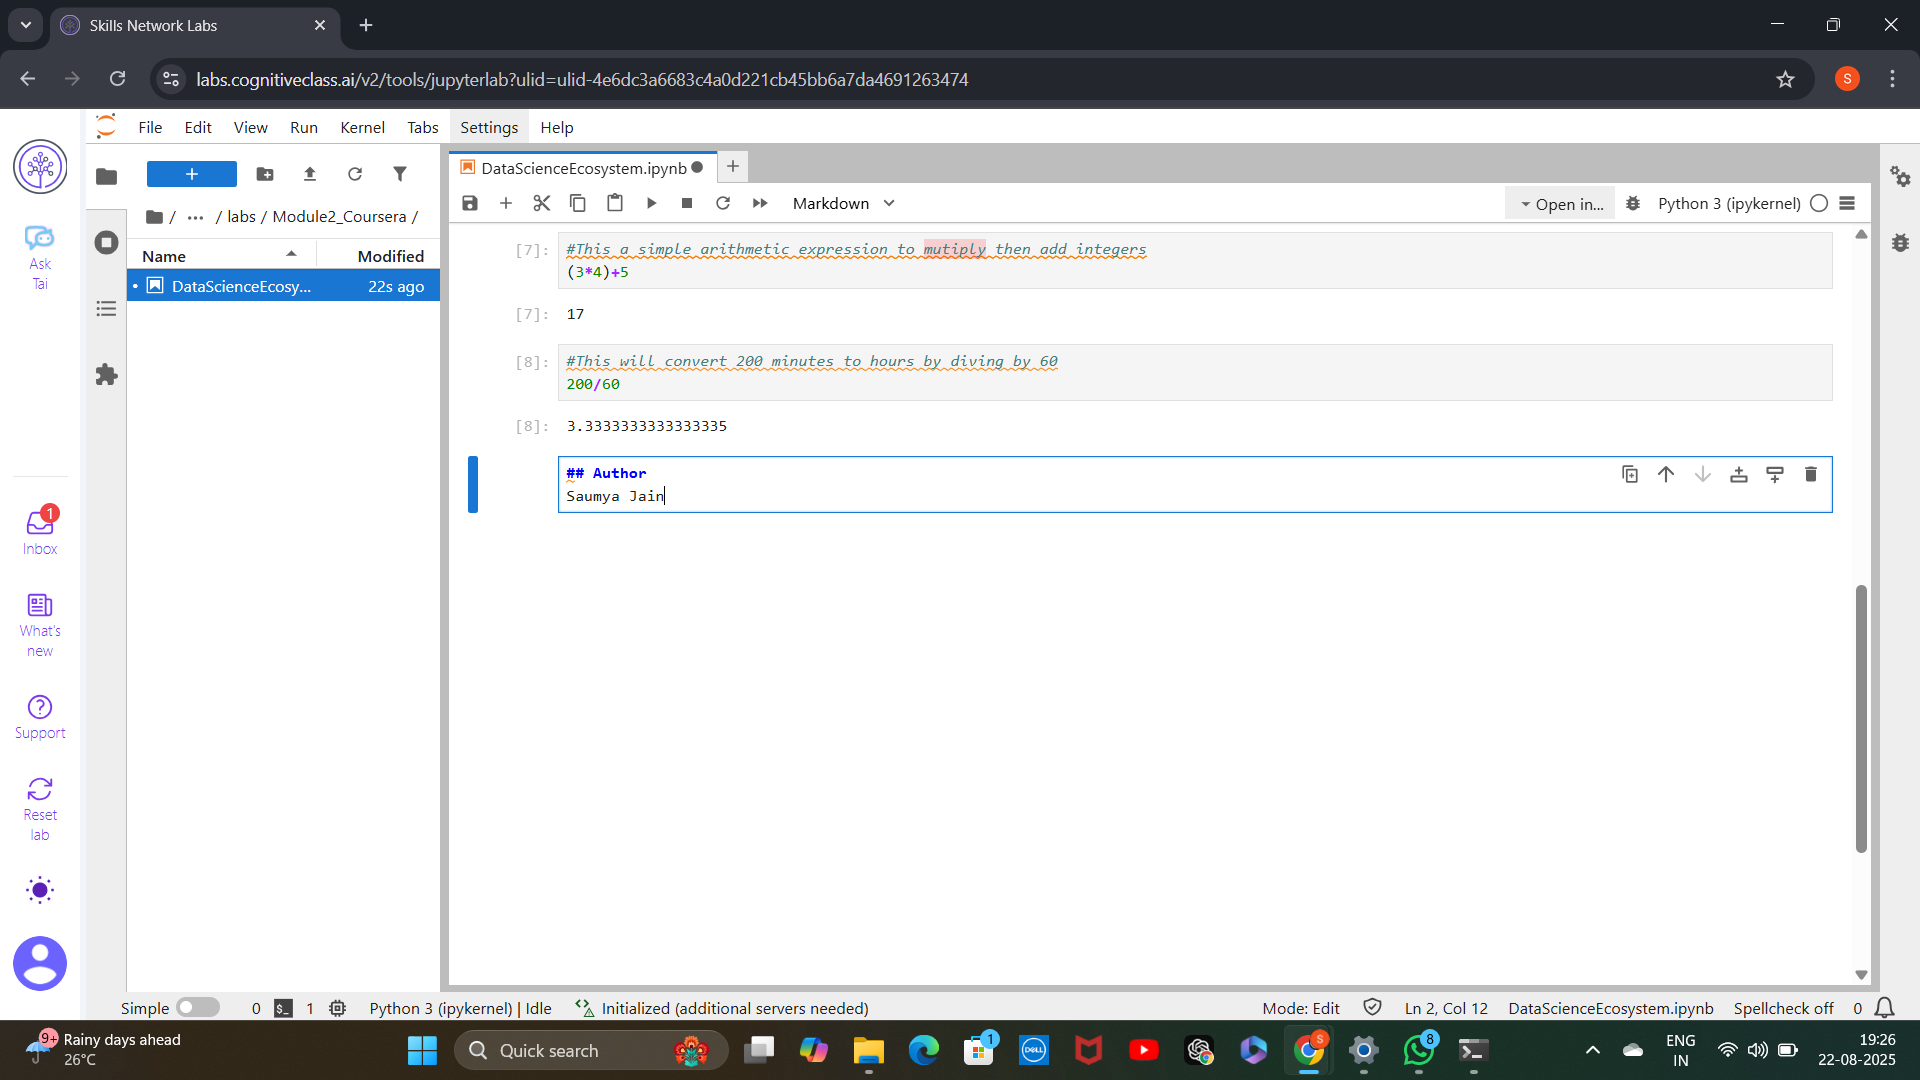 Skills Network Labs
labs.cognitiveclass.ai/v2/tools/jupyterlab?ulid=ulid-4e6dc3a6683c4a0d221cb45bb6a7da4691263474
S
File Edit View Run Kernel Tabs Settings Help
Ask
Tai
Inbox
1
What's
new
Support
Reset
lab
+
/ ... / labs / Module2_Coursera /
Name Modified
DataScienceEcosy... 22s ago
DataScienceEcosystem.ipynb
Markdown
Open in...
Python 3 (ipykernel)
[7]: #This a simple arithmetic expression to mutiply then add integers
(3*4)+5
[7]: 17
[8]: #This will convert 200 minutes to hours by diving by 60
200/60
[8]: 3.3333333333333335
## Author
Saumya Jain
Simple 0 $_ 1 Python 3 (ipykernel) | Idle Initialized (additional servers needed) Mode: Edit Ln 2, Col 12 DataScienceEcosystem.ipynb Spellcheck off 0
9+
Rainy days ahead
26°C
Quick search
1
DELL
S
8
ENG
IN
19:26
22-08-2025